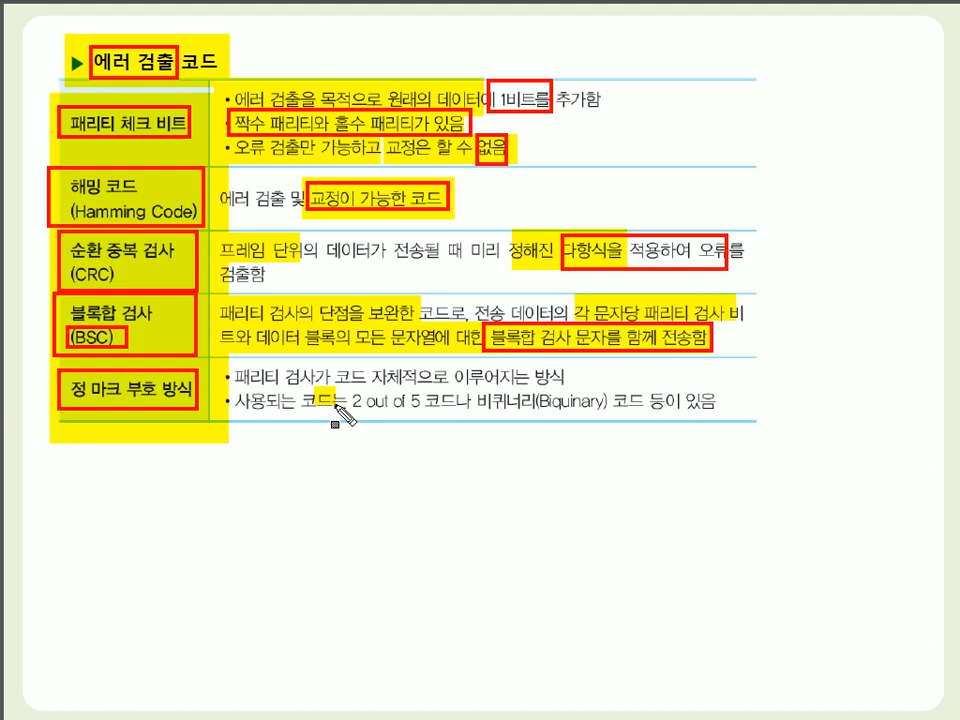 ▶ 에러 검출 코드
패리티 체크 비트
• 에러 검출을 목적으로 원래의 데이터에 1비트를 추가함
• 짝수 패리티와 홀수 패리티가 있음
• 오류 검출만 가능하고 교정은 할 수 없음
해밍 코드
(Hamming Code)
에러 검출 및 교정이 가능한 코드
순환 중복 검사
(CRC)
프레임 단위의 데이터가 전송될 때 미리 정해진 다항식을 적용하여 오류를
검출함
블록합 검사
(BSC)
패리티 검사의 단점을 보완한 코드로, 전송 데이터의 각 문자당 패리티 검사 비
트와 데이터 블록의 모든 문자열에 대한 블록합 검사 문자를 함께 전송함
정 마크 부호 방식
• 패리티 검사가 코드 자체적으로 이루어지는 방식
• 사용되는 코드는 2 out of 5 코드나 비퀴너리(Biquinary) 코드 등이 있음